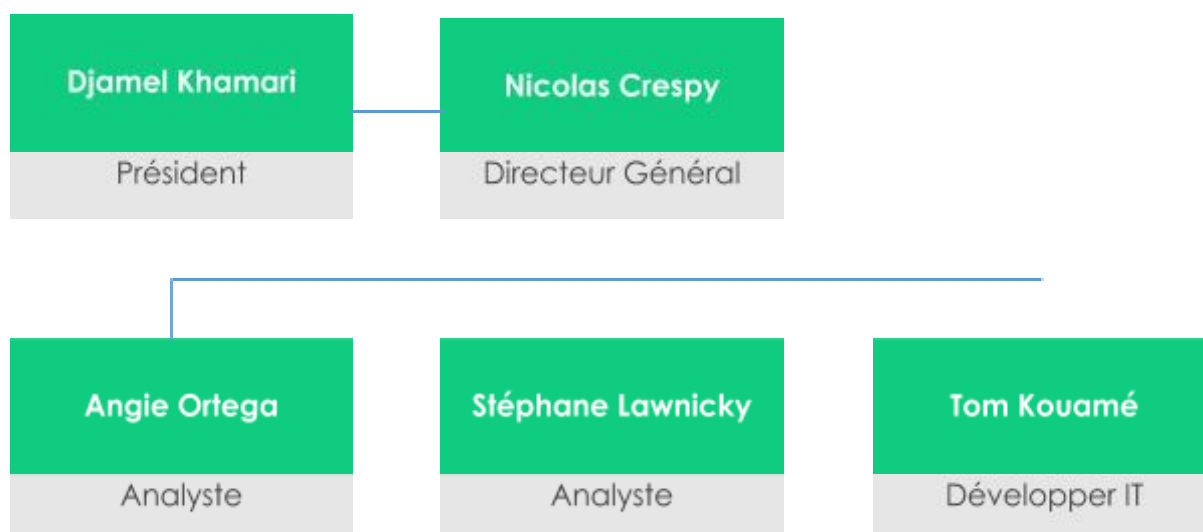 Djamel Khamari
Président
Nicolas Crespy
Directeur Général
Angie Ortega
Analyste
Stéphane Lawnicky
Analyste
Tom Kouamé
Développer IT